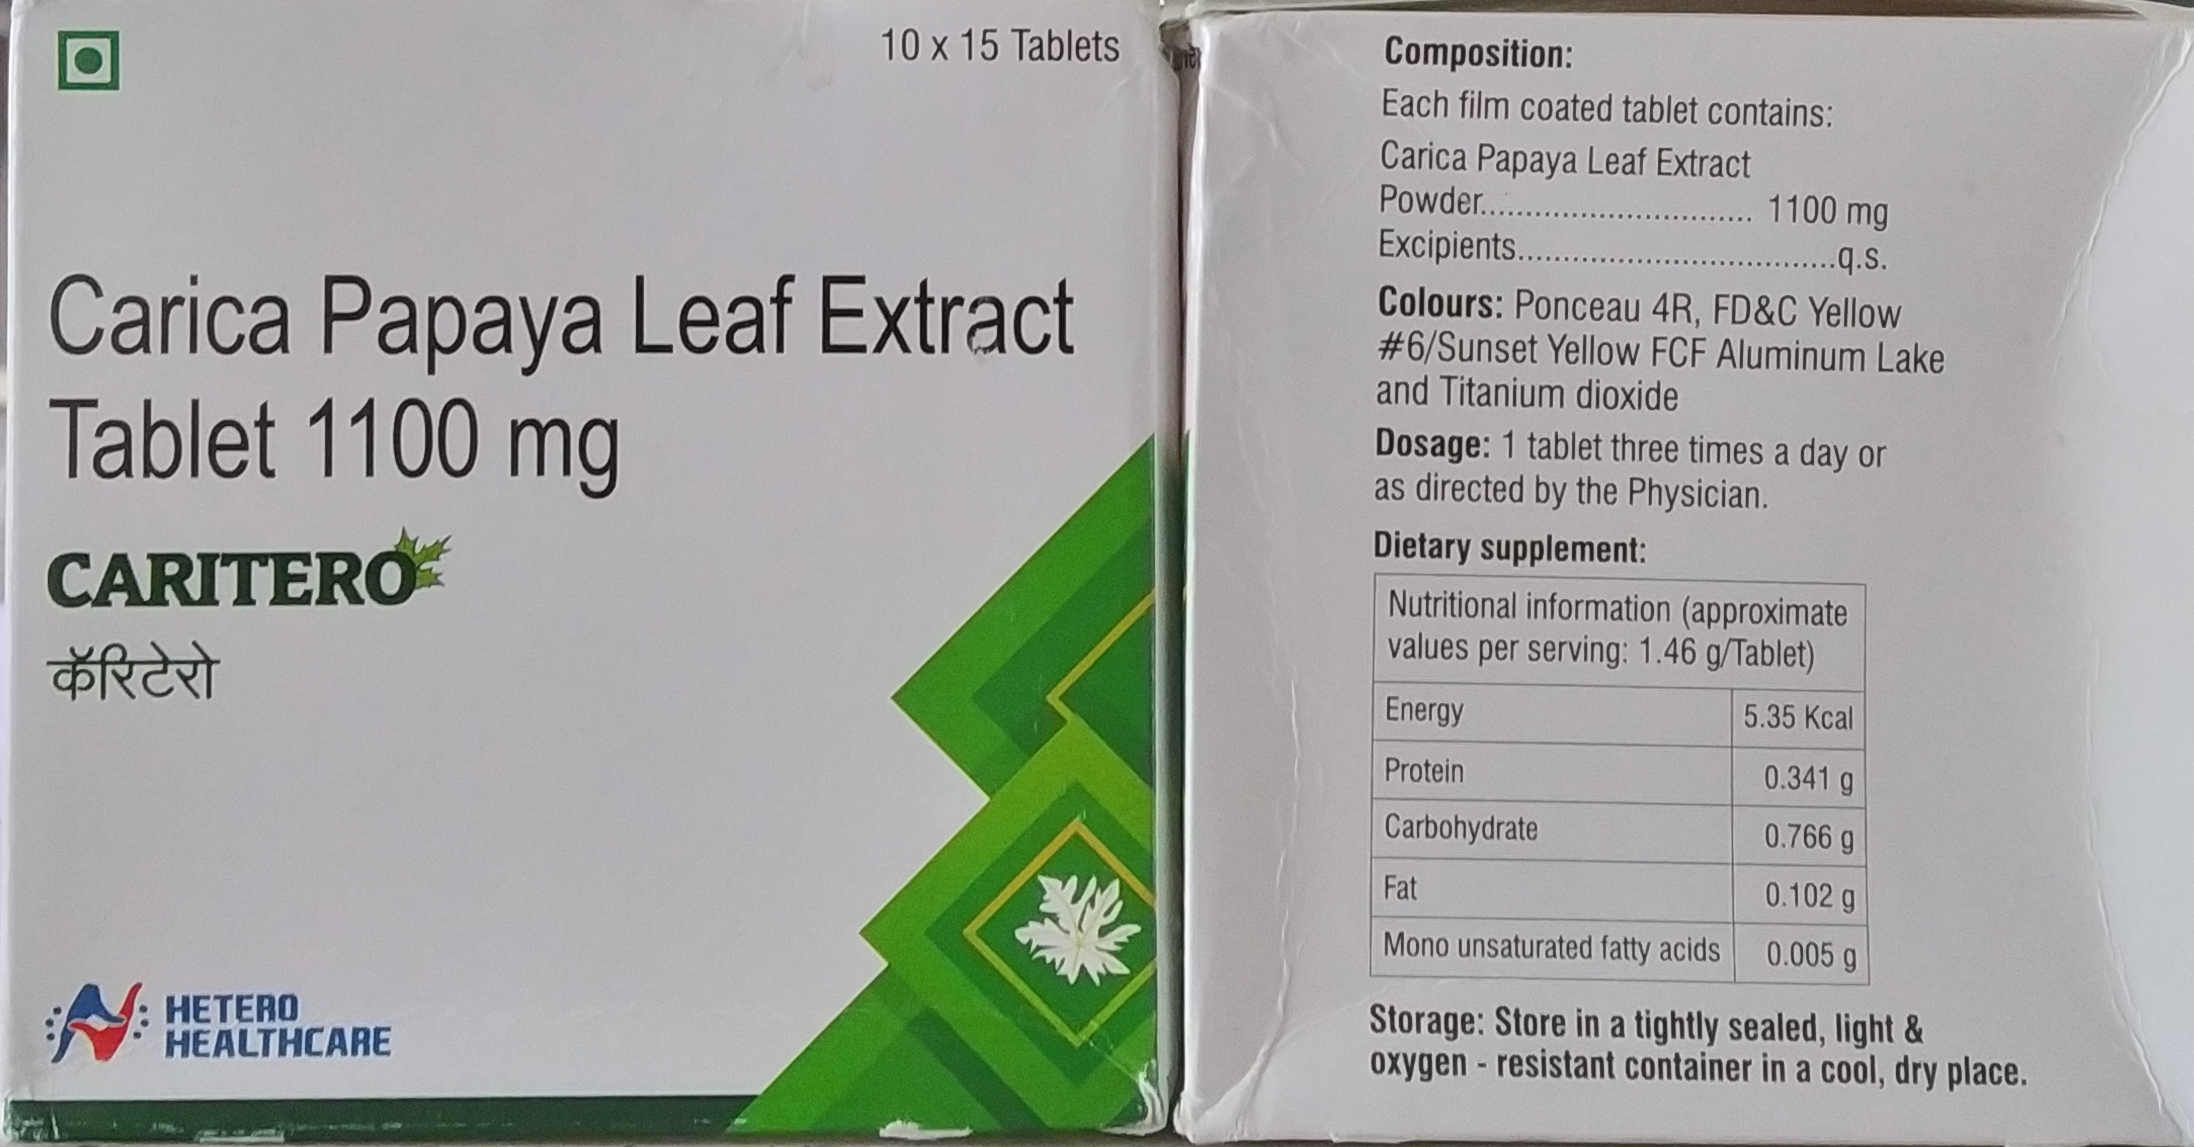 10 x 15 Tablets
Carica Papaya Leaf Extract
Tablet 1100 mg
CARITERO
कॅरिटेरो
HETERO
HEALTHCARE
Composition:
Each film coated tablet contains:
Carica Papaya Leaf Extract
Powder.............................. 1100 mg
Excipients...................................q.s.
Colours: Ponceau 4R, FD&C Yellow
#6/Sunset Yellow FCF Aluminum Lake
and Titanium dioxide
Dosage: 1 tablet three times a day or
as directed by the Physician.
Dietary supplement:
Nutritional information (approximate
values per serving: 1.46 g/Tablet)
Energy 5.35 Kcal
Protein 0.341 g
Carbohydrate 0.766 g
Fat 0.102 g
Mono unsaturated fatty acids 0.005 g
Storage: Store in a tightly sealed, light &
oxygen - resistant container in a cool, dry place.